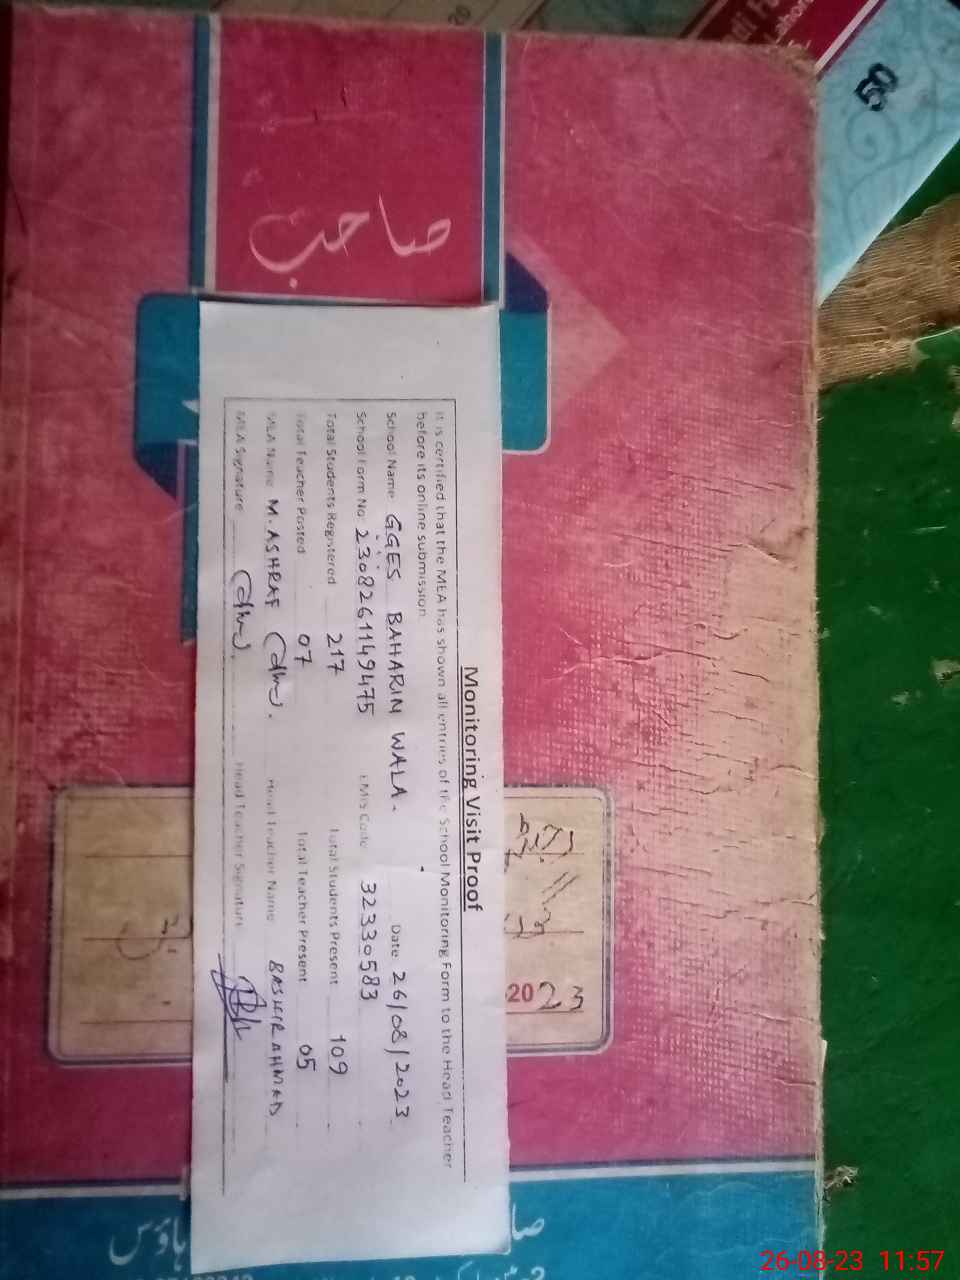 50
صاحب
Monitoring Visit Proof
It is certified that the MEA has shown all entries of the School Monitoring Form to the Head Teacher
before its online submission
School Name GGES BAHARIN WALA. Date 26/08/2023
School Form No 2308261149475 EMIS Code 32330583
Total Students Registered 217 Total Students Present 109
Total Teacher Posted 07 Total Teacher Present 05
MEA Name M. ASHRAF Head Teacher Name BASHIR AHMAD
MEA Signature Head Teacher Signature
2023
ہاؤس
26-08-23 11:57